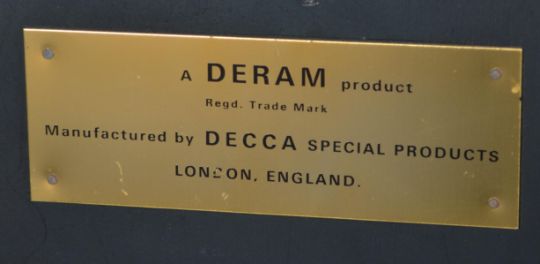 A DERAM product
Regd. Trade Mark
Manufactured by DECCA SPECIAL PRODUCTS
LONDON, ENGLAND.